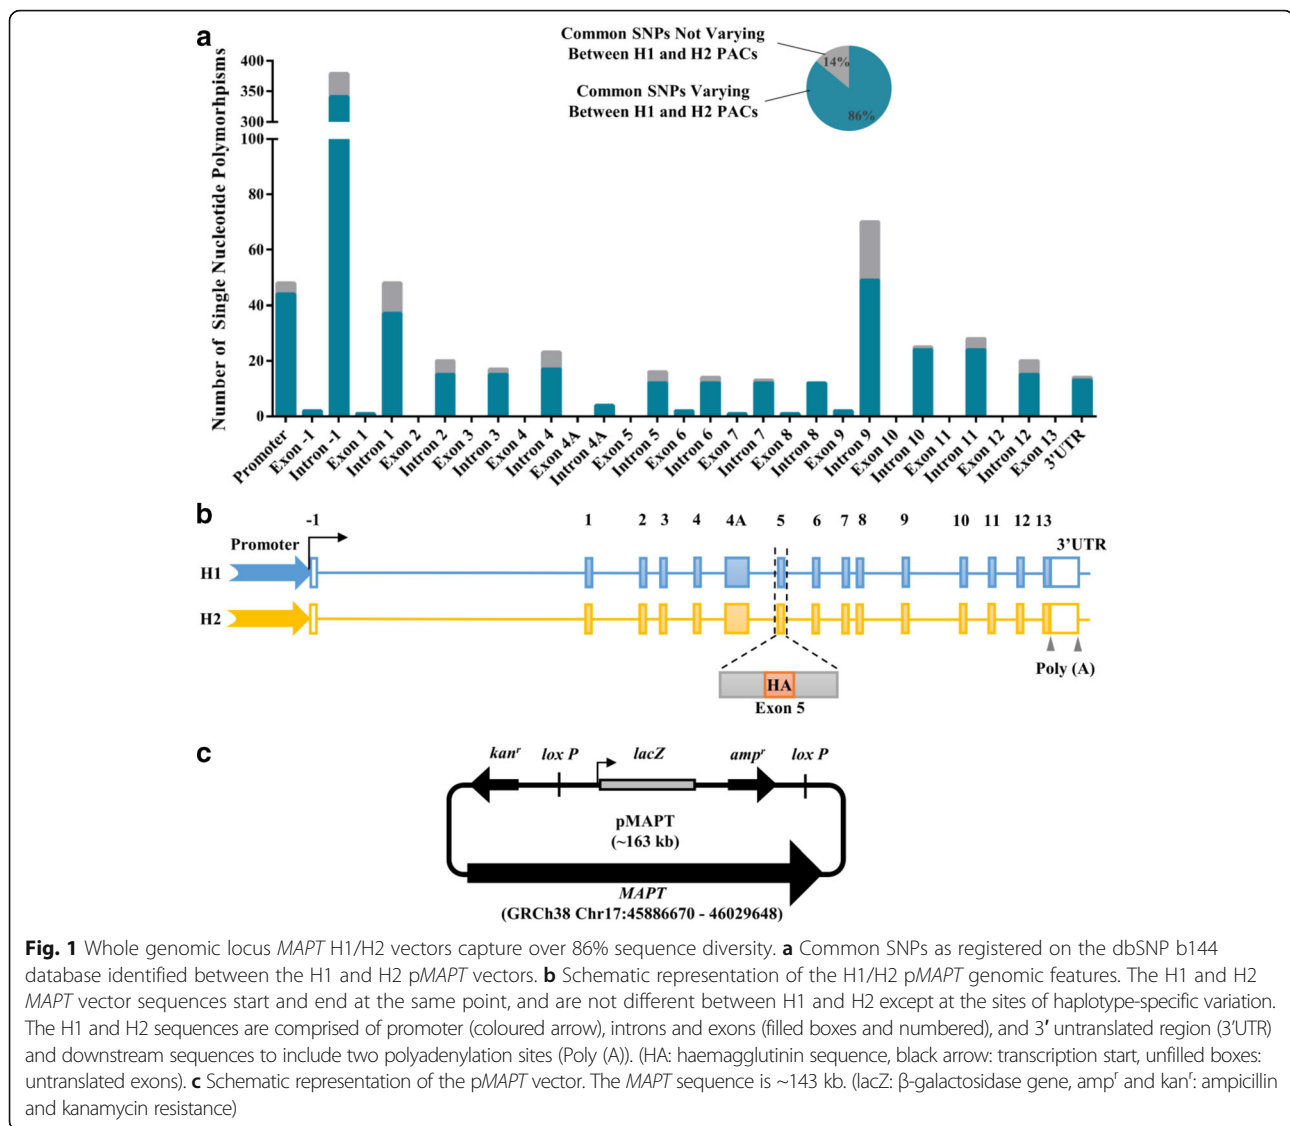 a
Common SNPs Not Varying
Between H1 and H2 PACs
14%
Common SNPs Varying
Between H1 and H2 PACs
86%
Number of Single Nucleotide Polymorhpisms
400
350
300
100
80
60
40
20
0
Promoter
Exon -1
Intron -1
Exon 1
Intron 1
Exon 2
Intron 2
Exon 3
Intron 3
Exon 4
Intron 4
Exon 4A
Intron 4A
Exon 5
Intron 5
Exon 6
Intron 6
Exon 7
Intron 7
Exon 8
Intron 8
Exon 9
Intron 9
Exon 10
Intron 10
Exon 11
Intron 11
Exon 12
Intron 12
Exon 13
3'UTR
b
-1 1 2 3 4 4A 5 6 7 8 9 10 11 12 13
Promoter
3’UTR
H1
H2
Poly (A)
HA
Exon 5
c
kanʳ lox P lacZ ampʳ lox P
pMAPT
(~163 kb)
MAPT
(GRCh38 Chr17:45886670 - 46029648)
Fig. 1 Whole genomic locus MAPT H1/H2 vectors capture over 86% sequence diversity. a Common SNPs as registered on the dbSNP b144
database identified between the H1 and H2 pMAPT vectors. b Schematic representation of the H1/H2 pMAPT genomic features. The H1 and H2
MAPT vector sequences start and end at the same point, and are not different between H1 and H2 except at the sites of haplotype-specific variation.
The H1 and H2 sequences are comprised of promoter (coloured arrow), introns and exons (filled boxes and numbered), and 3′ untranslated region (3’UTR)
and downstream sequences to include two polyadenylation sites (Poly (A)). (HA: haemagglutinin sequence, black arrow: transcription start, unfilled boxes:
untranslated exons). c Schematic representation of the pMAPT vector. The MAPT sequence is ~143 kb. (lacZ: β-galactosidase gene, ampʳ and kanʳ: ampicillin
and kanamycin resistance)